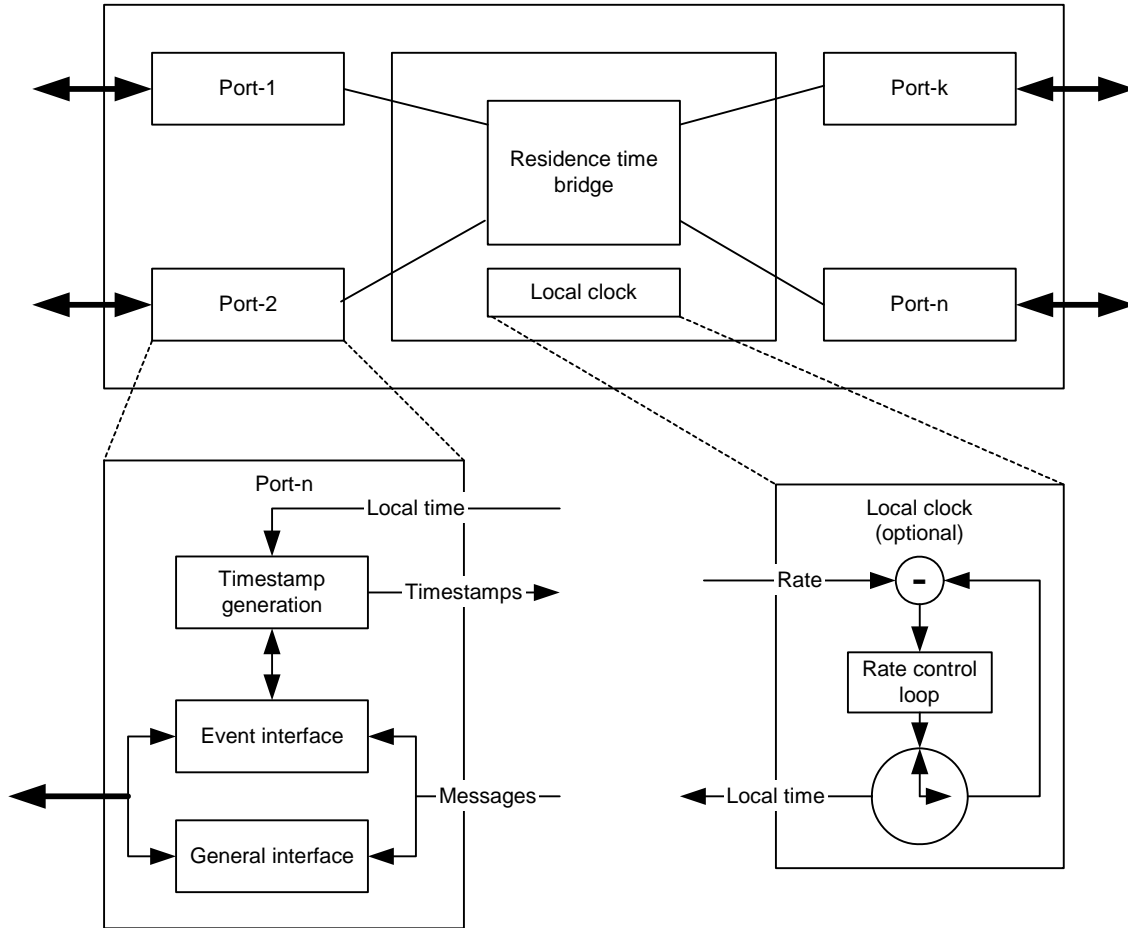 Port-1
Port-k
Residence time
bridge
Port-2
Local clock
Port-n
Port-n
Local time
Timestamp
generation
Timestamps
Event interface
Messages
General interface
Local clock
(optional)
Rate
-
Rate control
loop
Local time